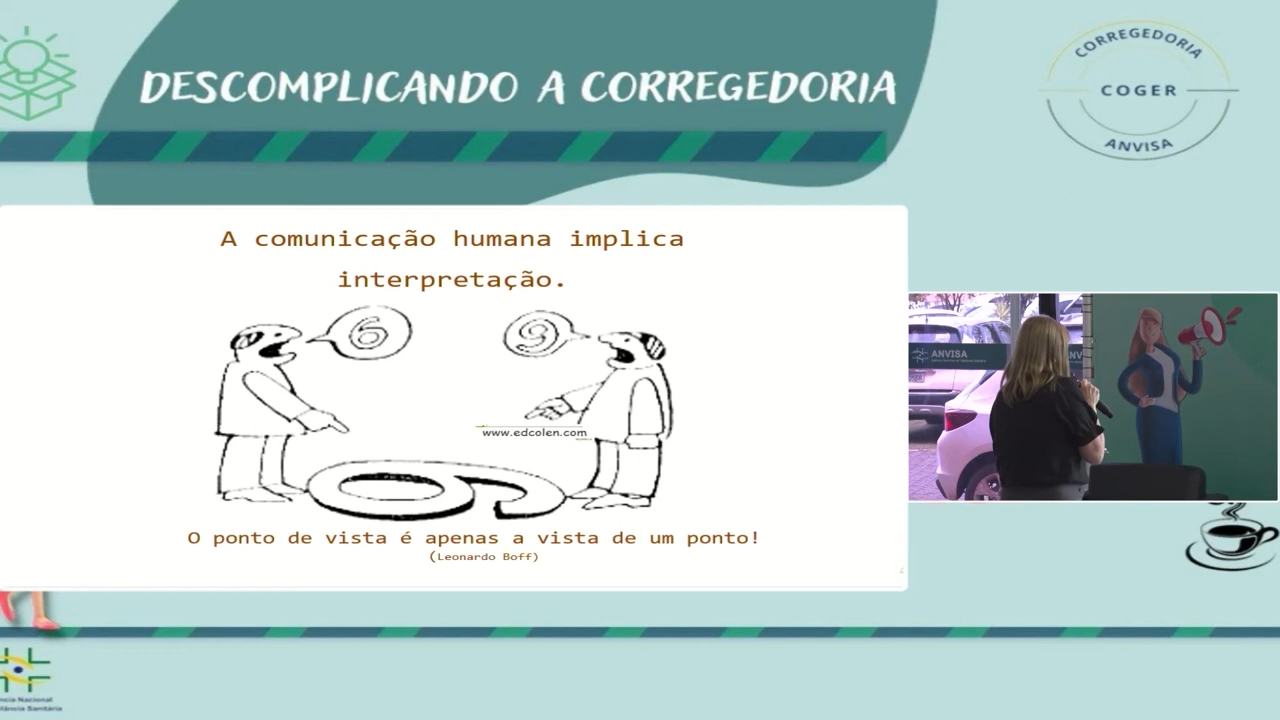 DESCOMPLICANDO A CORREGEDORIA
CORREGEDORIA
COGER
ANVISA
A comunicação humana implica
interpretação.
6
9
www.edcolen.com
O ponto de vista é apenas a vista de um ponto!
(Leonardo Boff)
ANVISA